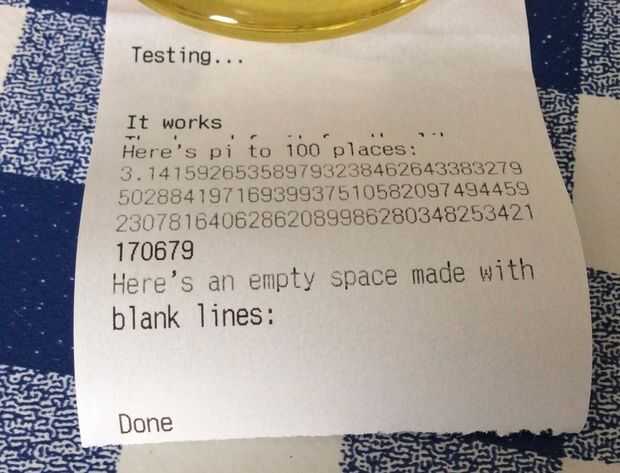 Testing...
It works
Here's pi to 100 places:
3.141592653589793238462643383279
50288419716939937510582097494459
23078164062862089986280348253421
170679
Here's an empty space made with
blank lines:
Done